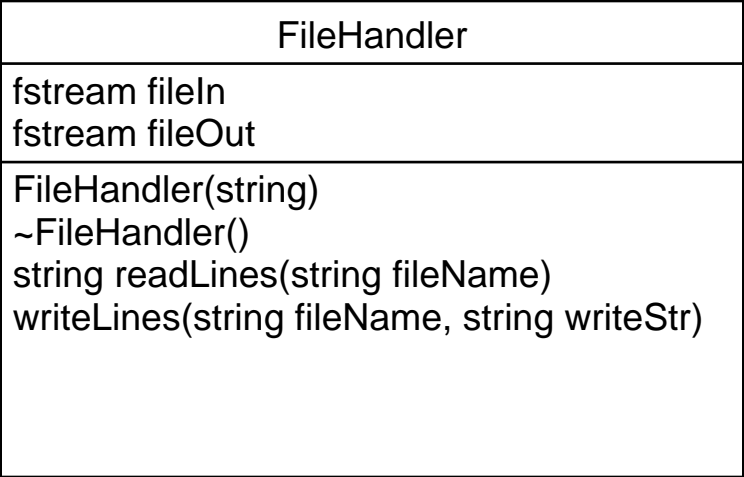 FileHandler
fstream fileIn
fstream fileOut
FileHandler(string)
~FileHandler()
string readLines(string fileName)
writeLines(string fileName, string writeStr)